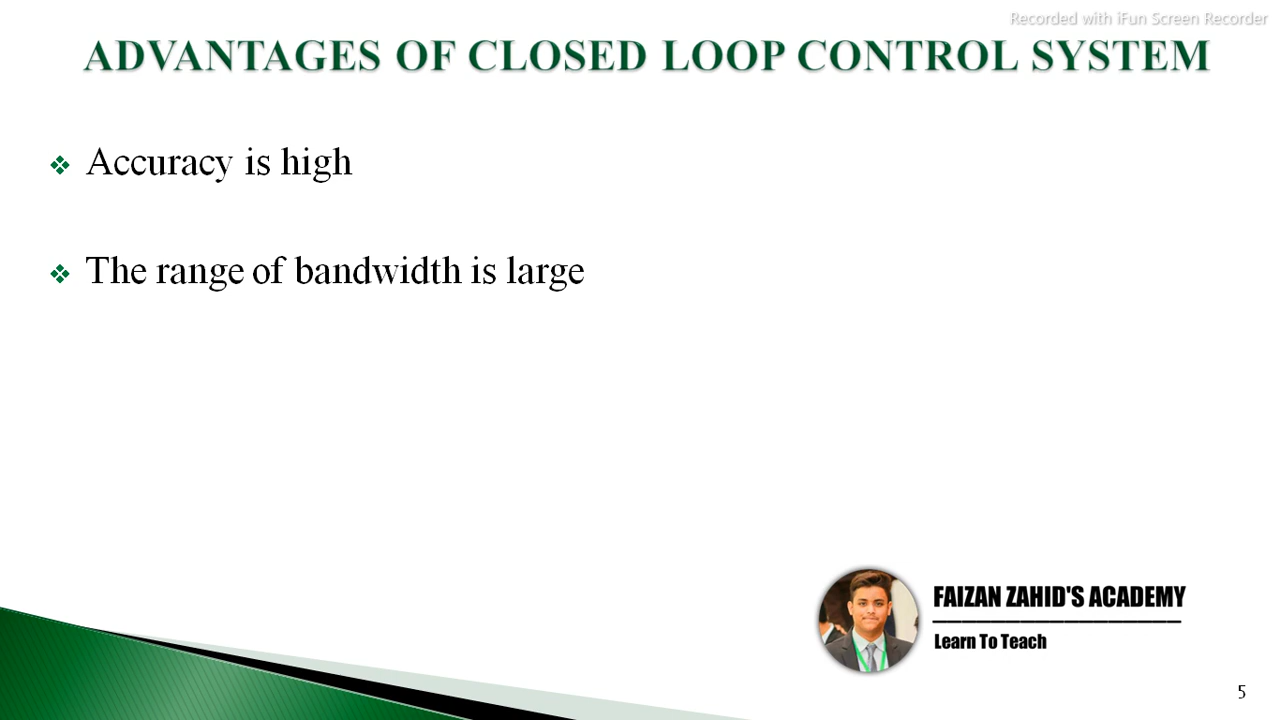 Recorded with iFun Screen Recorder
ADVANTAGES OF CLOSED LOOP CONTROL SYSTEM
Accuracy is high
The range of bandwidth is large
FAIZAN ZAHID'S ACADEMY
Learn To Teach
5